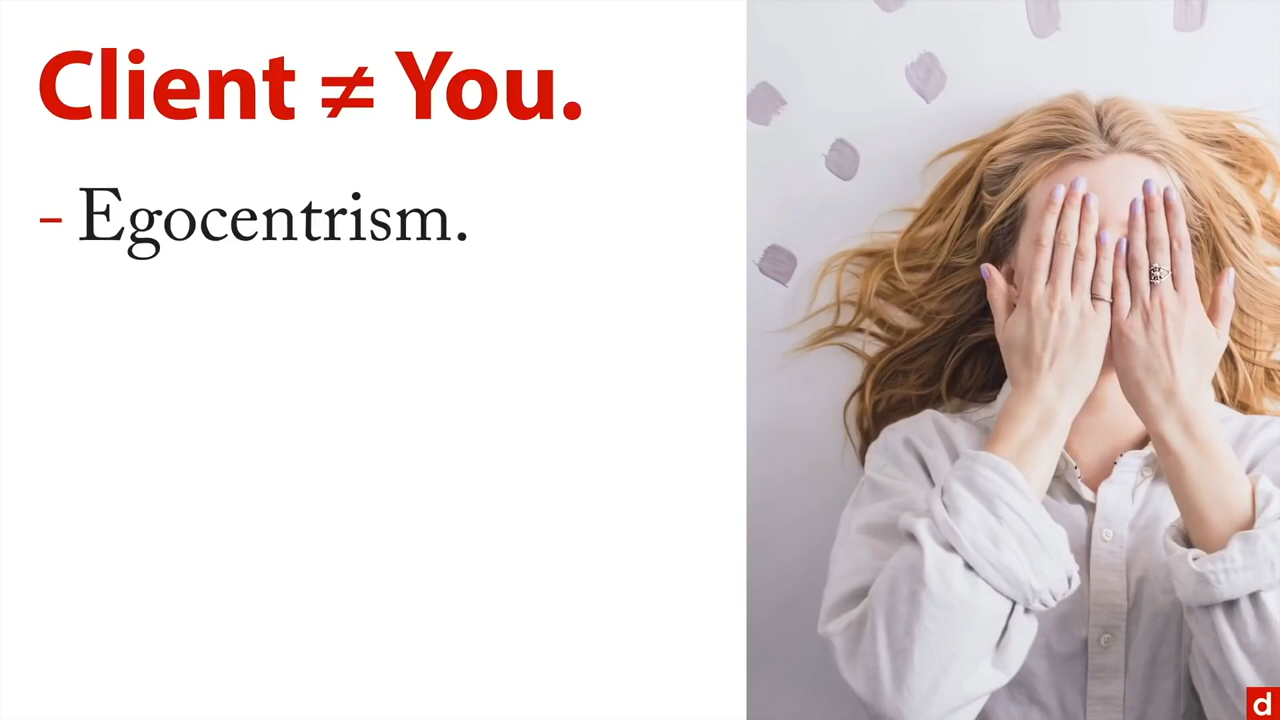 Client ≠ You.
- Egocentrism.
d